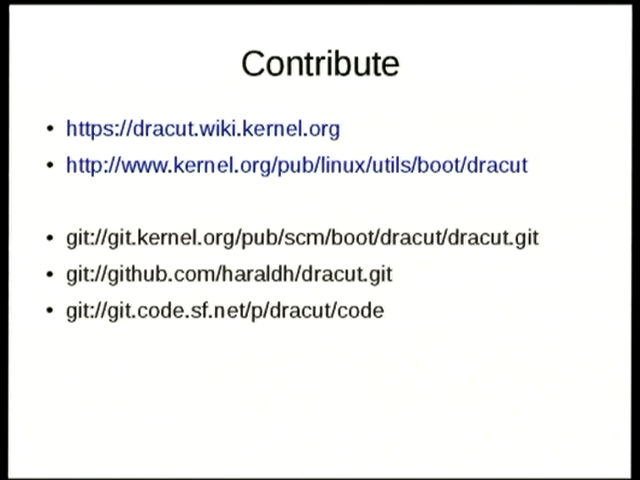 Contribute
• https://dracut.wiki.kernel.org
• http://www.kernel.org/pub/linux/utils/boot/dracut
• git://git.kernel.org/pub/scm/boot/dracut/dracut.git
• git://github.com/haraldh/dracut.git
• git://git.code.sf.net/p/dracut/code